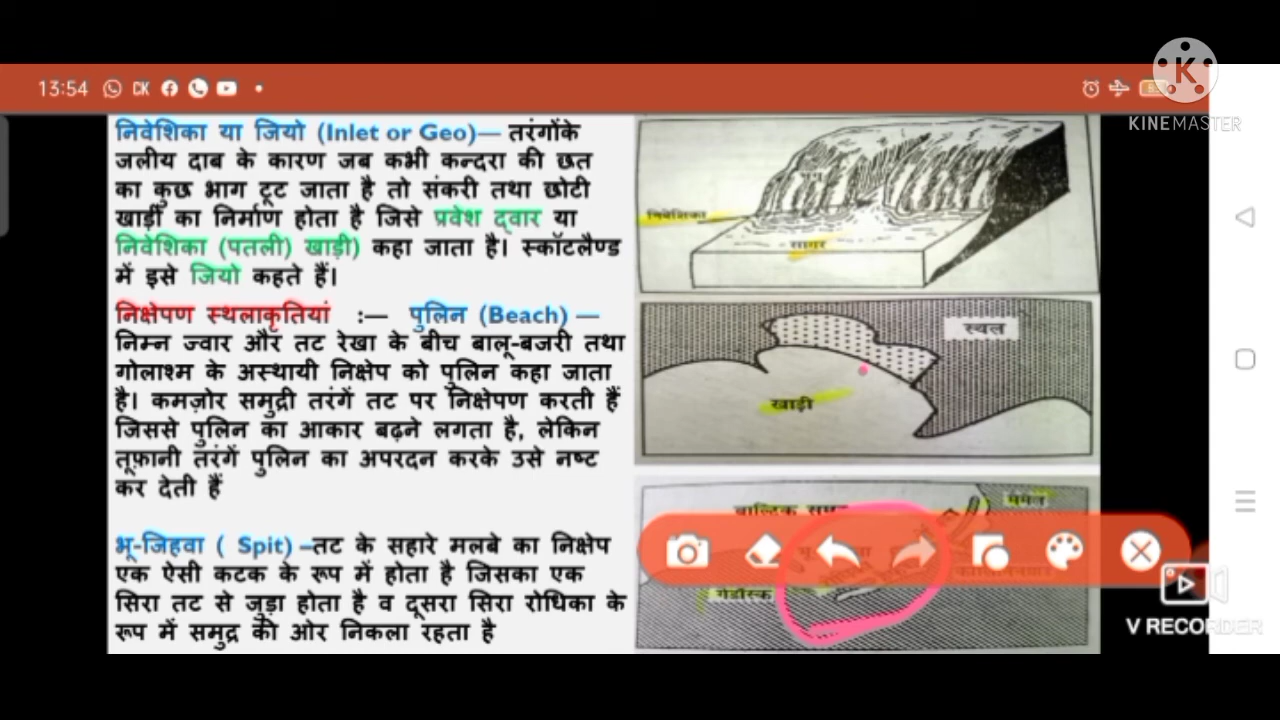 13:54
KINEMASTER
निवेशिका या जियो (Inlet or Geo)— तरंगोंके
जलीय दाब के कारण जब कभी कन्दरा की छत
का कुछ भाग टूट जाता है तो संकरी तथा छोटी
खाड़ी का निर्माण होता है जिसे प्रवेश द्वार या
निवेशिका (पतली) खाड़ी) कहा जाता है। स्कॉटलैण्ड
में इसे जियो कहते हैं।
निक्षेपण स्थलाकृतियां :— पुलिन (Beach) —
निम्न ज्वार और तट रेखा के बीच बालू-बजरी तथा
गोलाश्म के अस्थायी निक्षेप को पुलिन कहा जाता
है। कमज़ोर समुद्री तरंगें तट पर निक्षेपण करती हैं
जिससे पुलिन का आकार बढ़ने लगता है, लेकिन
तूफ़ानी तरंगें पुलिन का अपरदन करके उसे नष्ट
कर देती हैं
भू-जिहवा ( Spit) –तट के सहारे मलबे का निक्षेप
एक ऐसी कटक के रूप में होता है जिसका एक
सिरा तट से जुड़ा होता है व दूसरा सिरा रोधिका के
रूप में समुद्र की ओर निकला रहता है
निवेशिका
सागर
स्थल
खाड़ी
बाल्टिक
V RECORDER